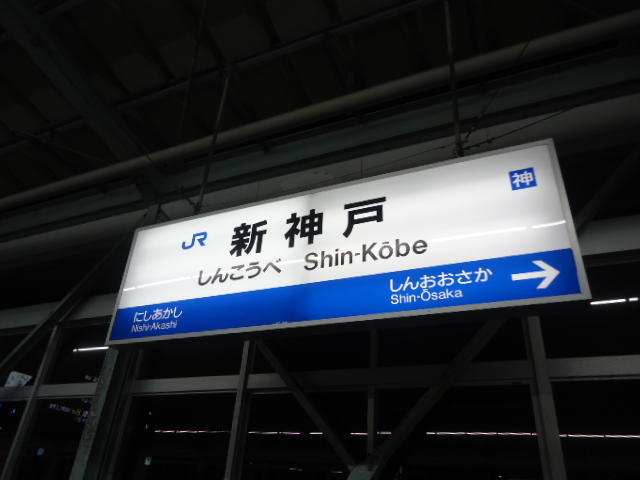 JR 新神戸 神
しんこうべ Shin-Kōbe
にしあかし しんおおさか →
Nishi-Akashi Shin-Ōsaka